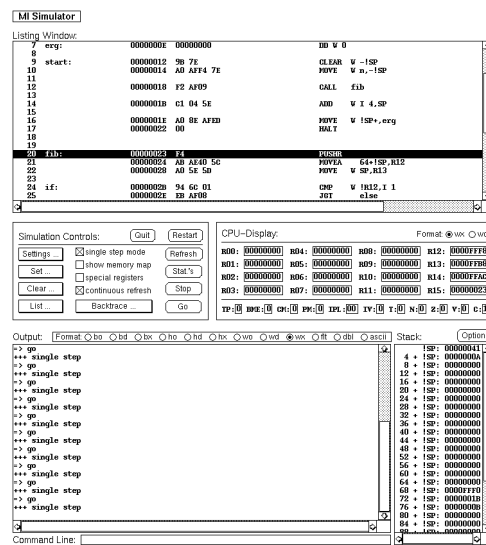 MI Simulator
Listing Window:
7 erg: 0000000E 00000000 DD W 0
8
9 start: 00000012 9B 7E CLEAR W -!SP
10 00000014 A0 AFF4 7E MOVE W n,-!SP
11
12 00000018 F2 AF09 CALL fib
13
14 0000001B C1 04 5E ADD W I 4,SP
15
16 0000001E A0 8E AFED MOVE W !SP+,erg
17 00000022 00 HALT
18
19
20 fib: 00000023 F4 PUSHR
21 00000024 AB AE40 5C MOVEA 64+!SP,R12
22 00000028 A0 5E 5D MOVE W SP,R13
23
24 if: 0000002B 94 6C 01 CMP W !R12,I 1
25 0000002E EB AF08 JGT else
Simulation Controls: Quit Restart
Settings ... single step mode Refresh
Set ... show memory map Stat.'s
special registers
Clear ... continuous refresh Stop
List ... Backtrace ... Go
CPU-Display: Format: wx wd
R00: 00000000 R04: 00000000 R08: 00000000 R12: 0000FFF8
R01: 00000000 R05: 00000000 R09: 00000000 R13: 0000FFB8
R02: 00000000 R06: 00000000 R10: 00000000 R14: 0000FFAC
R03: 00000000 R07: 00000000 R11: 00000000 R15: 00000023
TP:0 BME:0 CM:0 PM:0 IPL:00 IV:0 T:0 N:0 Z:0 V:0 C:1
Output: Format: bo bd bx ho hd hx wo wd wx flt dbl ascii
=> go
+++ single step
=> go
+++ single step
=> go
+++ single step
=> go
+++ single step
=> go
+++ single step
=> go
+++ single step
=> go
+++ single step
=> go
+++ single step
=> go
+++ single step
Stack: Option
!SP: 00000041
4 + !SP: 0000000A
8 + !SP: 00000000
12 + !SP: 00000000
16 + !SP: 00000000
20 + !SP: 00000000
24 + !SP: 00000000
28 + !SP: 00000000
32 + !SP: 00000000
36 + !SP: 00000000
40 + !SP: 00000000
44 + !SP: 00000000
48 + !SP: 00000000
52 + !SP: 00000000
56 + !SP: 00000000
60 + !SP: 00000000
64 + !SP: 00000000
68 + !SP: 0000FFF0
72 + !SP: 0000001B
76 + !SP: 0000000B
80 + !SP: 00000000
84 + !SP: 00000000
Command Line: